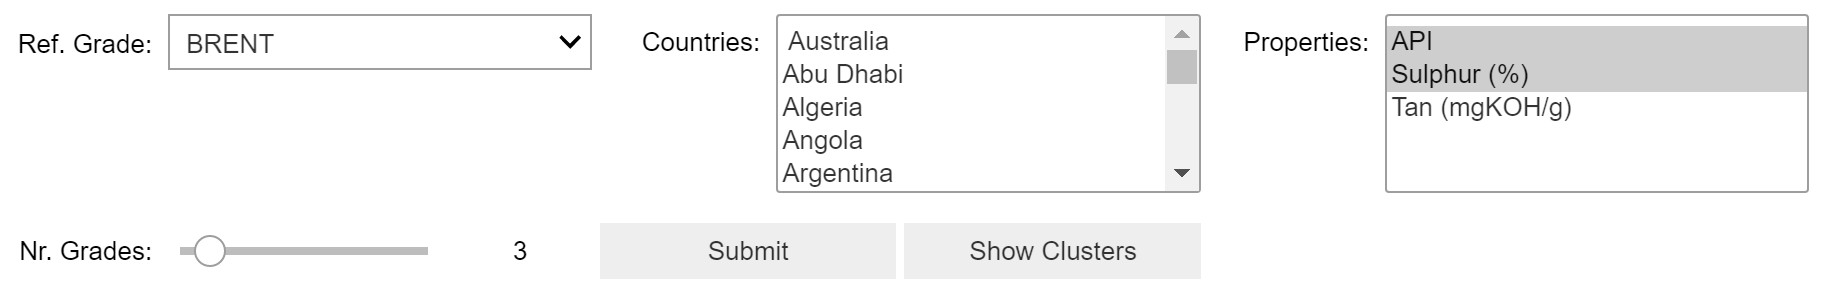 Ref. Grade: BRENT
Countries:
Australia
Abu Dhabi
Algeria
Angola
Argentina
Properties:
API
Sulphur (%)
Tan (mgKOH/g)
Nr. Grades: 3
Submit
Show Clusters